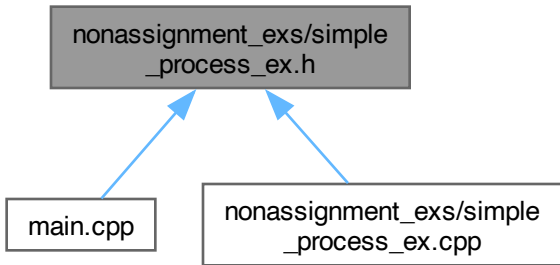 nonassignment_exs/simple
_process_ex.h
main.cpp
nonassignment_exs/simple
_process_ex.cpp